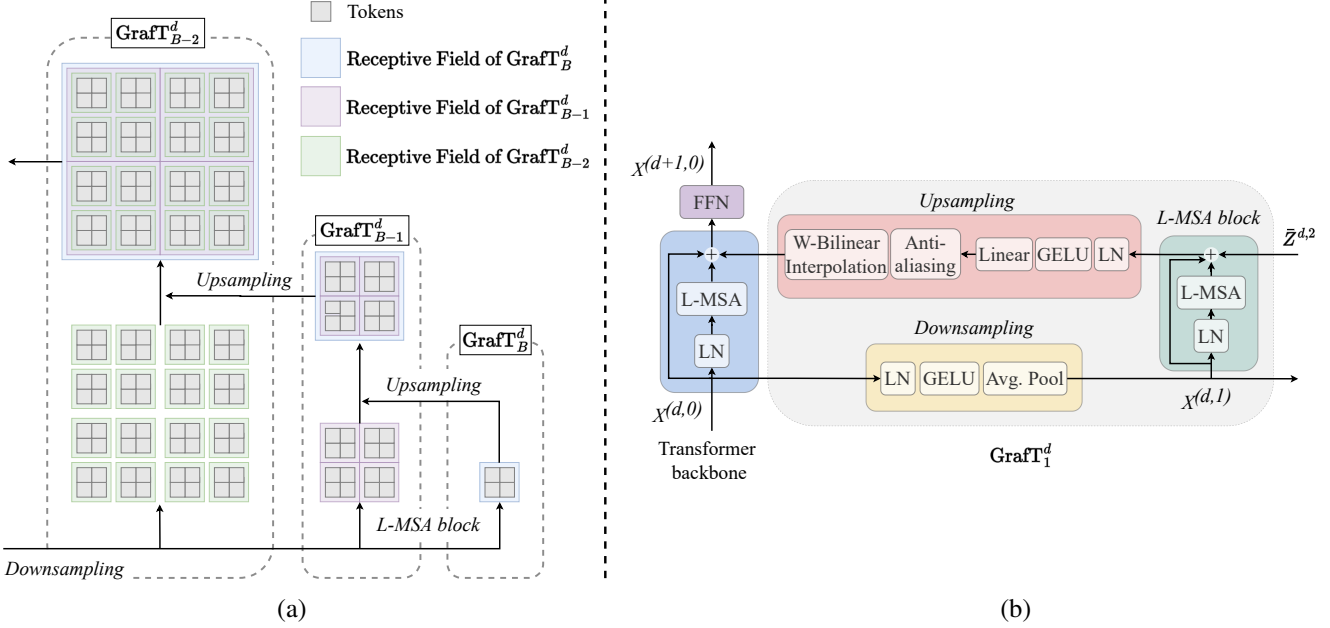 GrafT^d_{B-2}
Tokens
Receptive Field of GrafT^d_B
Receptive Field of GrafT^d_{B-1}
Receptive Field of GrafT^d_{B-2}
GrafT^d_{B-1}
Upsampling
GrafT^d_B
Upsampling
L-MSA block
Downsampling
(a)
X^{(d+1,0)}
FFN
Upsampling
L-MSA block
W-Bilinear
Interpolation
Anti-
aliasing
Linear
GELU
LN
+
+
Z̄^{d,2}
L-MSA
L-MSA
LN
LN
Downsampling
LN
GELU
Avg. Pool
X^{(d,0)}
X^{(d,1)}
Transformer
backbone
GrafT^d_1
(b)